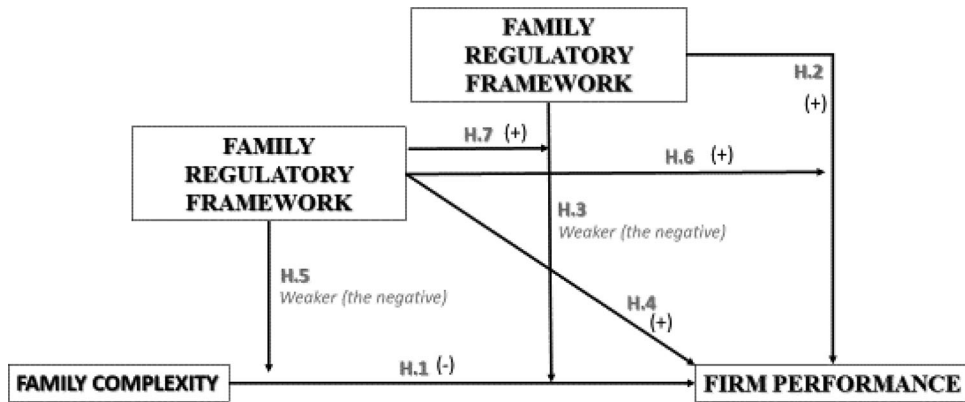 FAMILY
REGULATORY
FRAMEWORK
H.2
(+)
H.7 (+)
FAMILY
REGULATORY
FRAMEWORK
H.6 (+)
H.3
Weaker (the negative)
H.5
Weaker (the negative)
H.4
(+)
H.1 (-)
FAMILY COMPLEXITY
FIRM PERFORMANCE